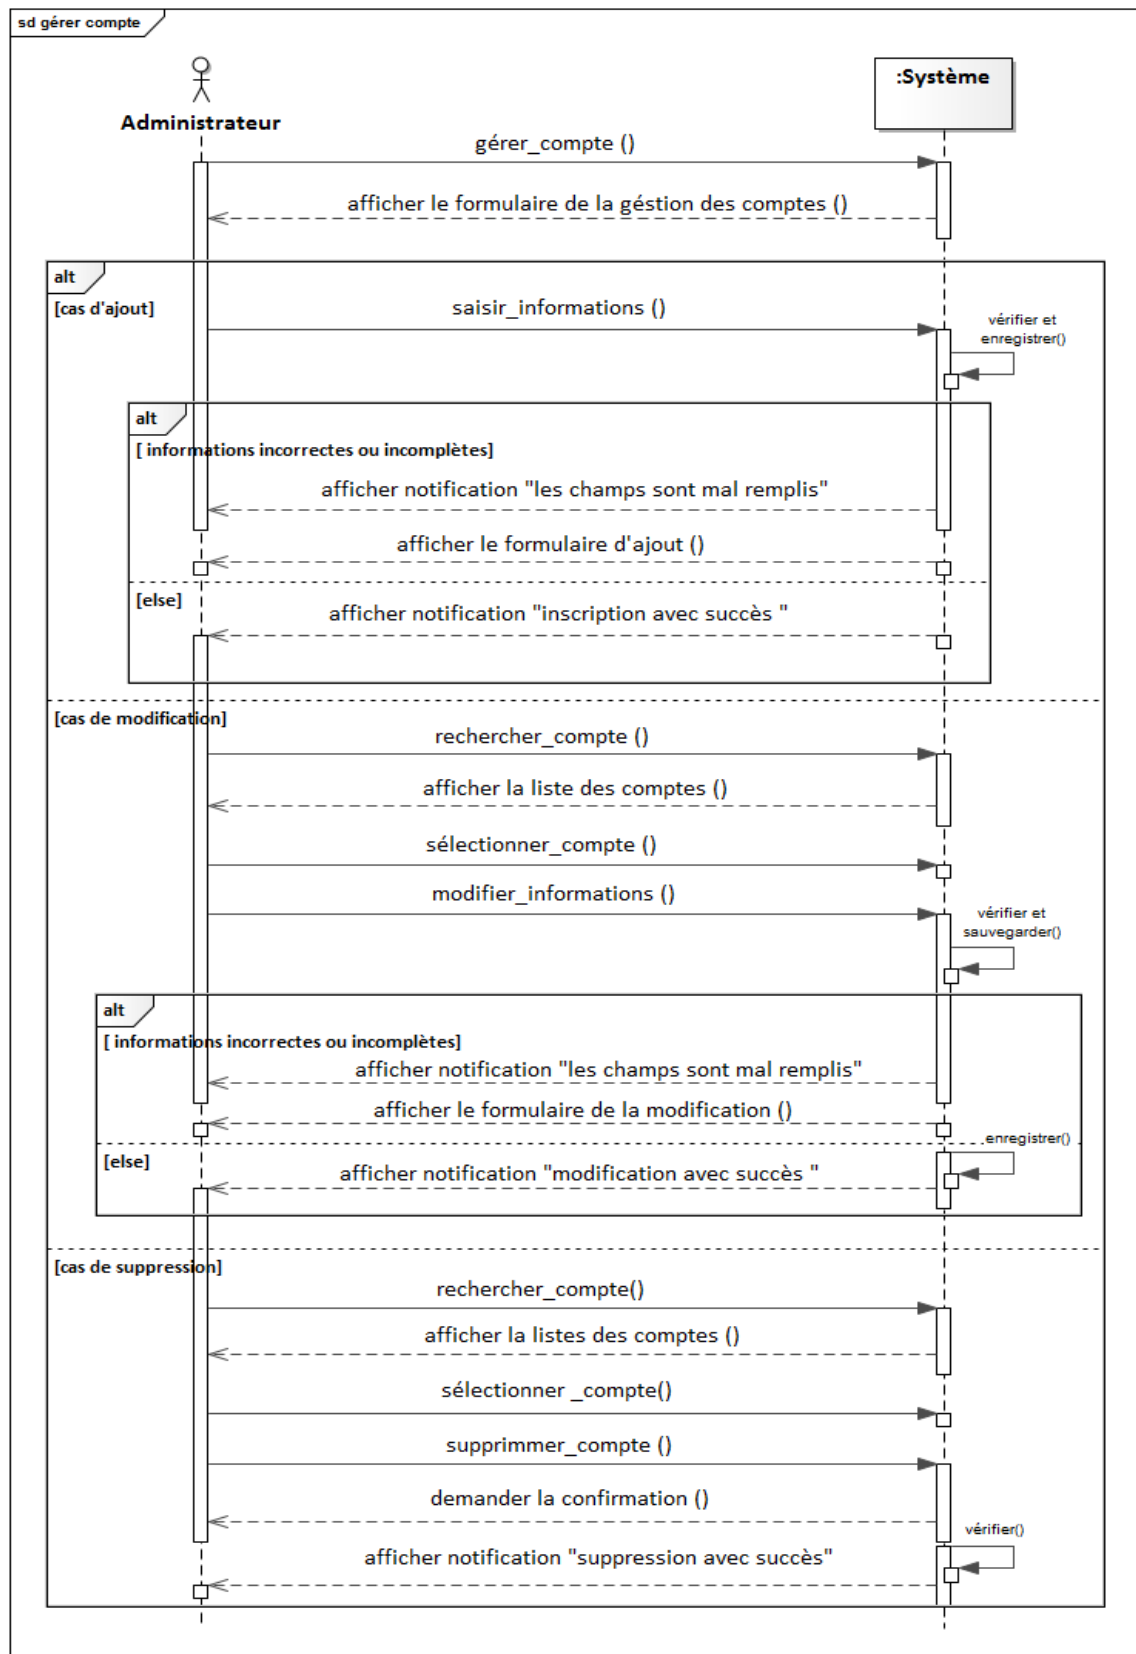 sd gérer compte
Administrateur
:Système
gérer_compte ()
afficher le formulaire de la géstion des comptes ()
alt
[cas d'ajout]
saisir_informations ()
vérifier et
enregistrer()
alt
[ informations incorrectes ou incomplètes]
afficher notification "les champs sont mal remplis"
afficher le formulaire d'ajout ()
[else]
afficher notification "inscription avec succès "
[cas de modification]
rechercher_compte ()
afficher la liste des comptes ()
sélectionner_compte ()
modifier_informations ()
vérifier et
sauvegarder()
alt
[ informations incorrectes ou incomplètes]
afficher notification "les champs sont mal remplis"
afficher le formulaire de la modification ()
enregistrer()
[else]
afficher notification "modification avec succès "
[cas de suppression]
rechercher_compte()
afficher la listes des comptes ()
sélectionner _compte()
supprimmer_compte ()
demander la confirmation ()
vérifier()
afficher notification "suppression avec succès"